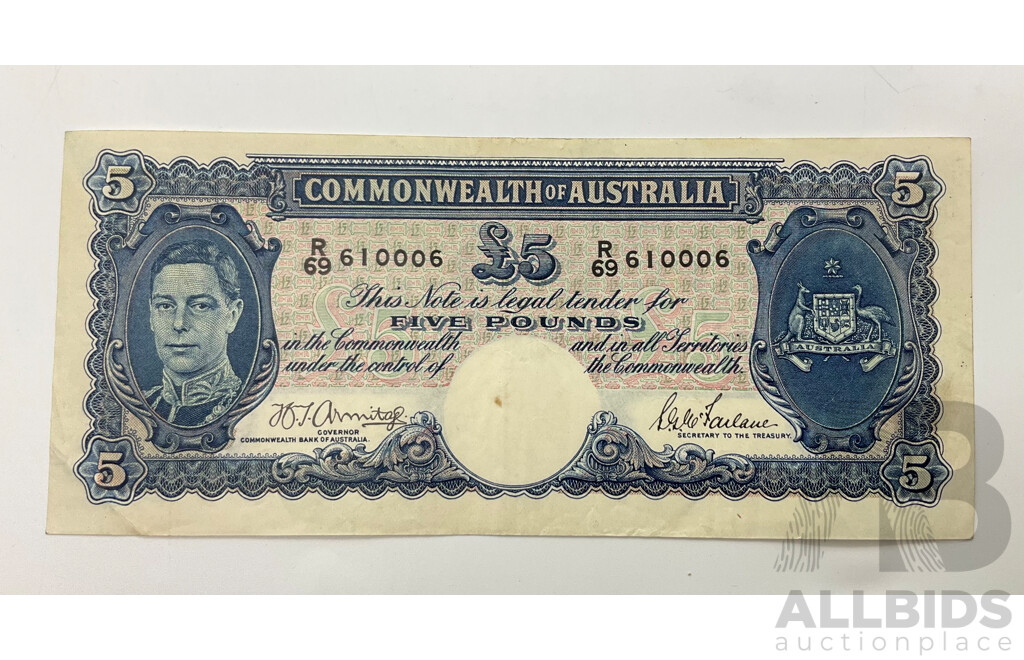 5 5
COMMONWEALTH OF AUSTRALIA
R/69 610006 £5 R/69 610006
This Note is legal tender for
FIVE POUNDS
in the Commonwealth and in all Territories
under the control of the Commonwealth.
AUSTRALIA
H.T. Armitage.
GOVERNOR
COMMONWEALTH BANK OF AUSTRALIA.
S.G. McFarlane
SECRETARY TO THE TREASURY.
5 5
B
ALLBIDS
auctionplace